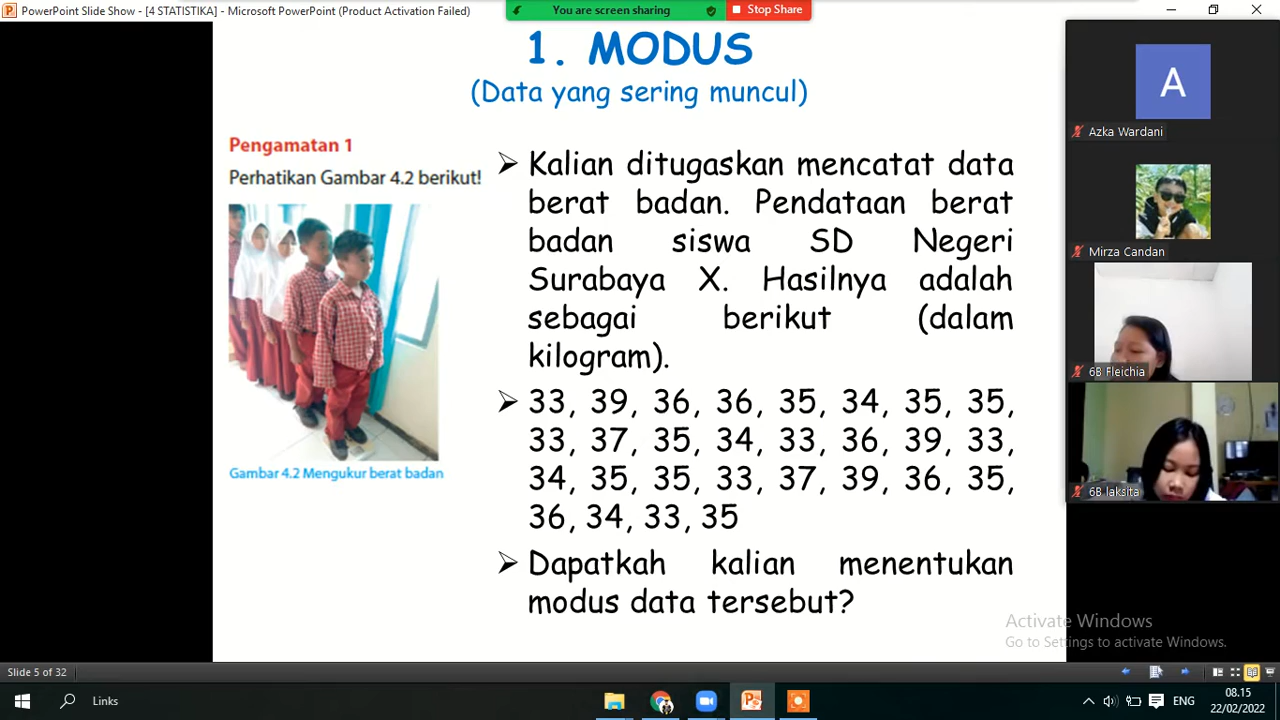 PowerPoint Slide Show - [4 STATISTIKA] - Microsoft PowerPoint (Product Activation Failed)
You are screen sharing
Stop Share
1. MODUS
(Data yang sering muncul)
Pengamatan 1
Perhatikan Gambar 4.2 berikut!
Gambar 4.2 Mengukur berat badan
Kalian ditugaskan mencatat data
berat badan. Pendataan berat
badan siswa SD Negeri
Surabaya X. Hasilnya adalah
sebagai berikut (dalam
kilogram).
33, 39, 36, 36, 35, 34, 35, 35,
33, 37, 35, 34, 33, 36, 39, 33,
34, 35, 35, 33, 37, 39, 36, 35,
36, 34, 33, 35
Dapatkah kalian menentukan
modus data tersebut?
A
Azka Wardani
Mirza Candan
6B Fleichia
6B laksita
Activate Windows
Go to Settings to activate Windows.
Slide 5 of 32
Links
ENG
08.15
22/02/2022